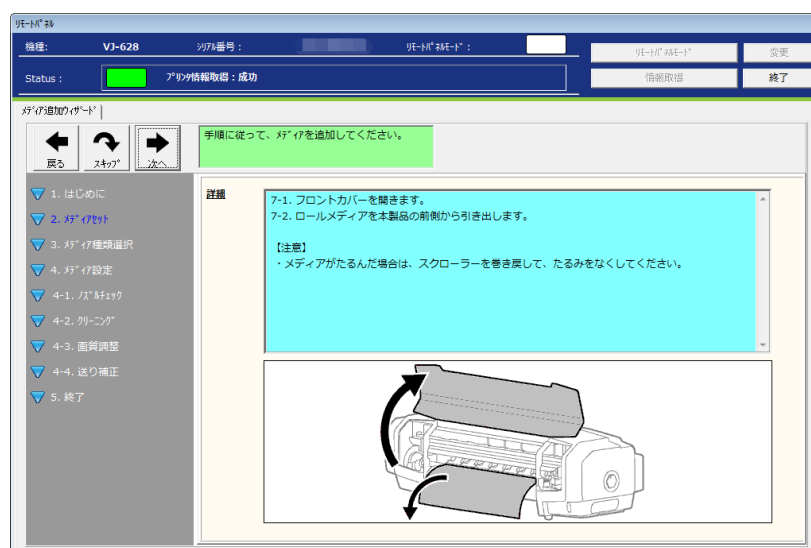 リモートパネル
機種: VJ-628 シリアル番号: リモートパネルモード: リモートパネルモード 変更
Status: プリンタ情報取得:成功 情報取得 終了
メディア追加ウィザード
戻る スキップ 次へ
手順に従って、メディアを追加してください。
1. はじめに
2. メディアセット
3. メディア種類選択
4. メディア設定
4-1. ノズルチェック
4-2. クリーニング
4-3. 画質調整
4-4. 送り補正
5. 終了
詳細
7-1. フロントカバーを開きます。
7-2. ロールメディアを本製品の前側から引き出します。
【注意】
・メディアがたるんだ場合は、スクローラーを巻き戻して、たるみをなくしてください。